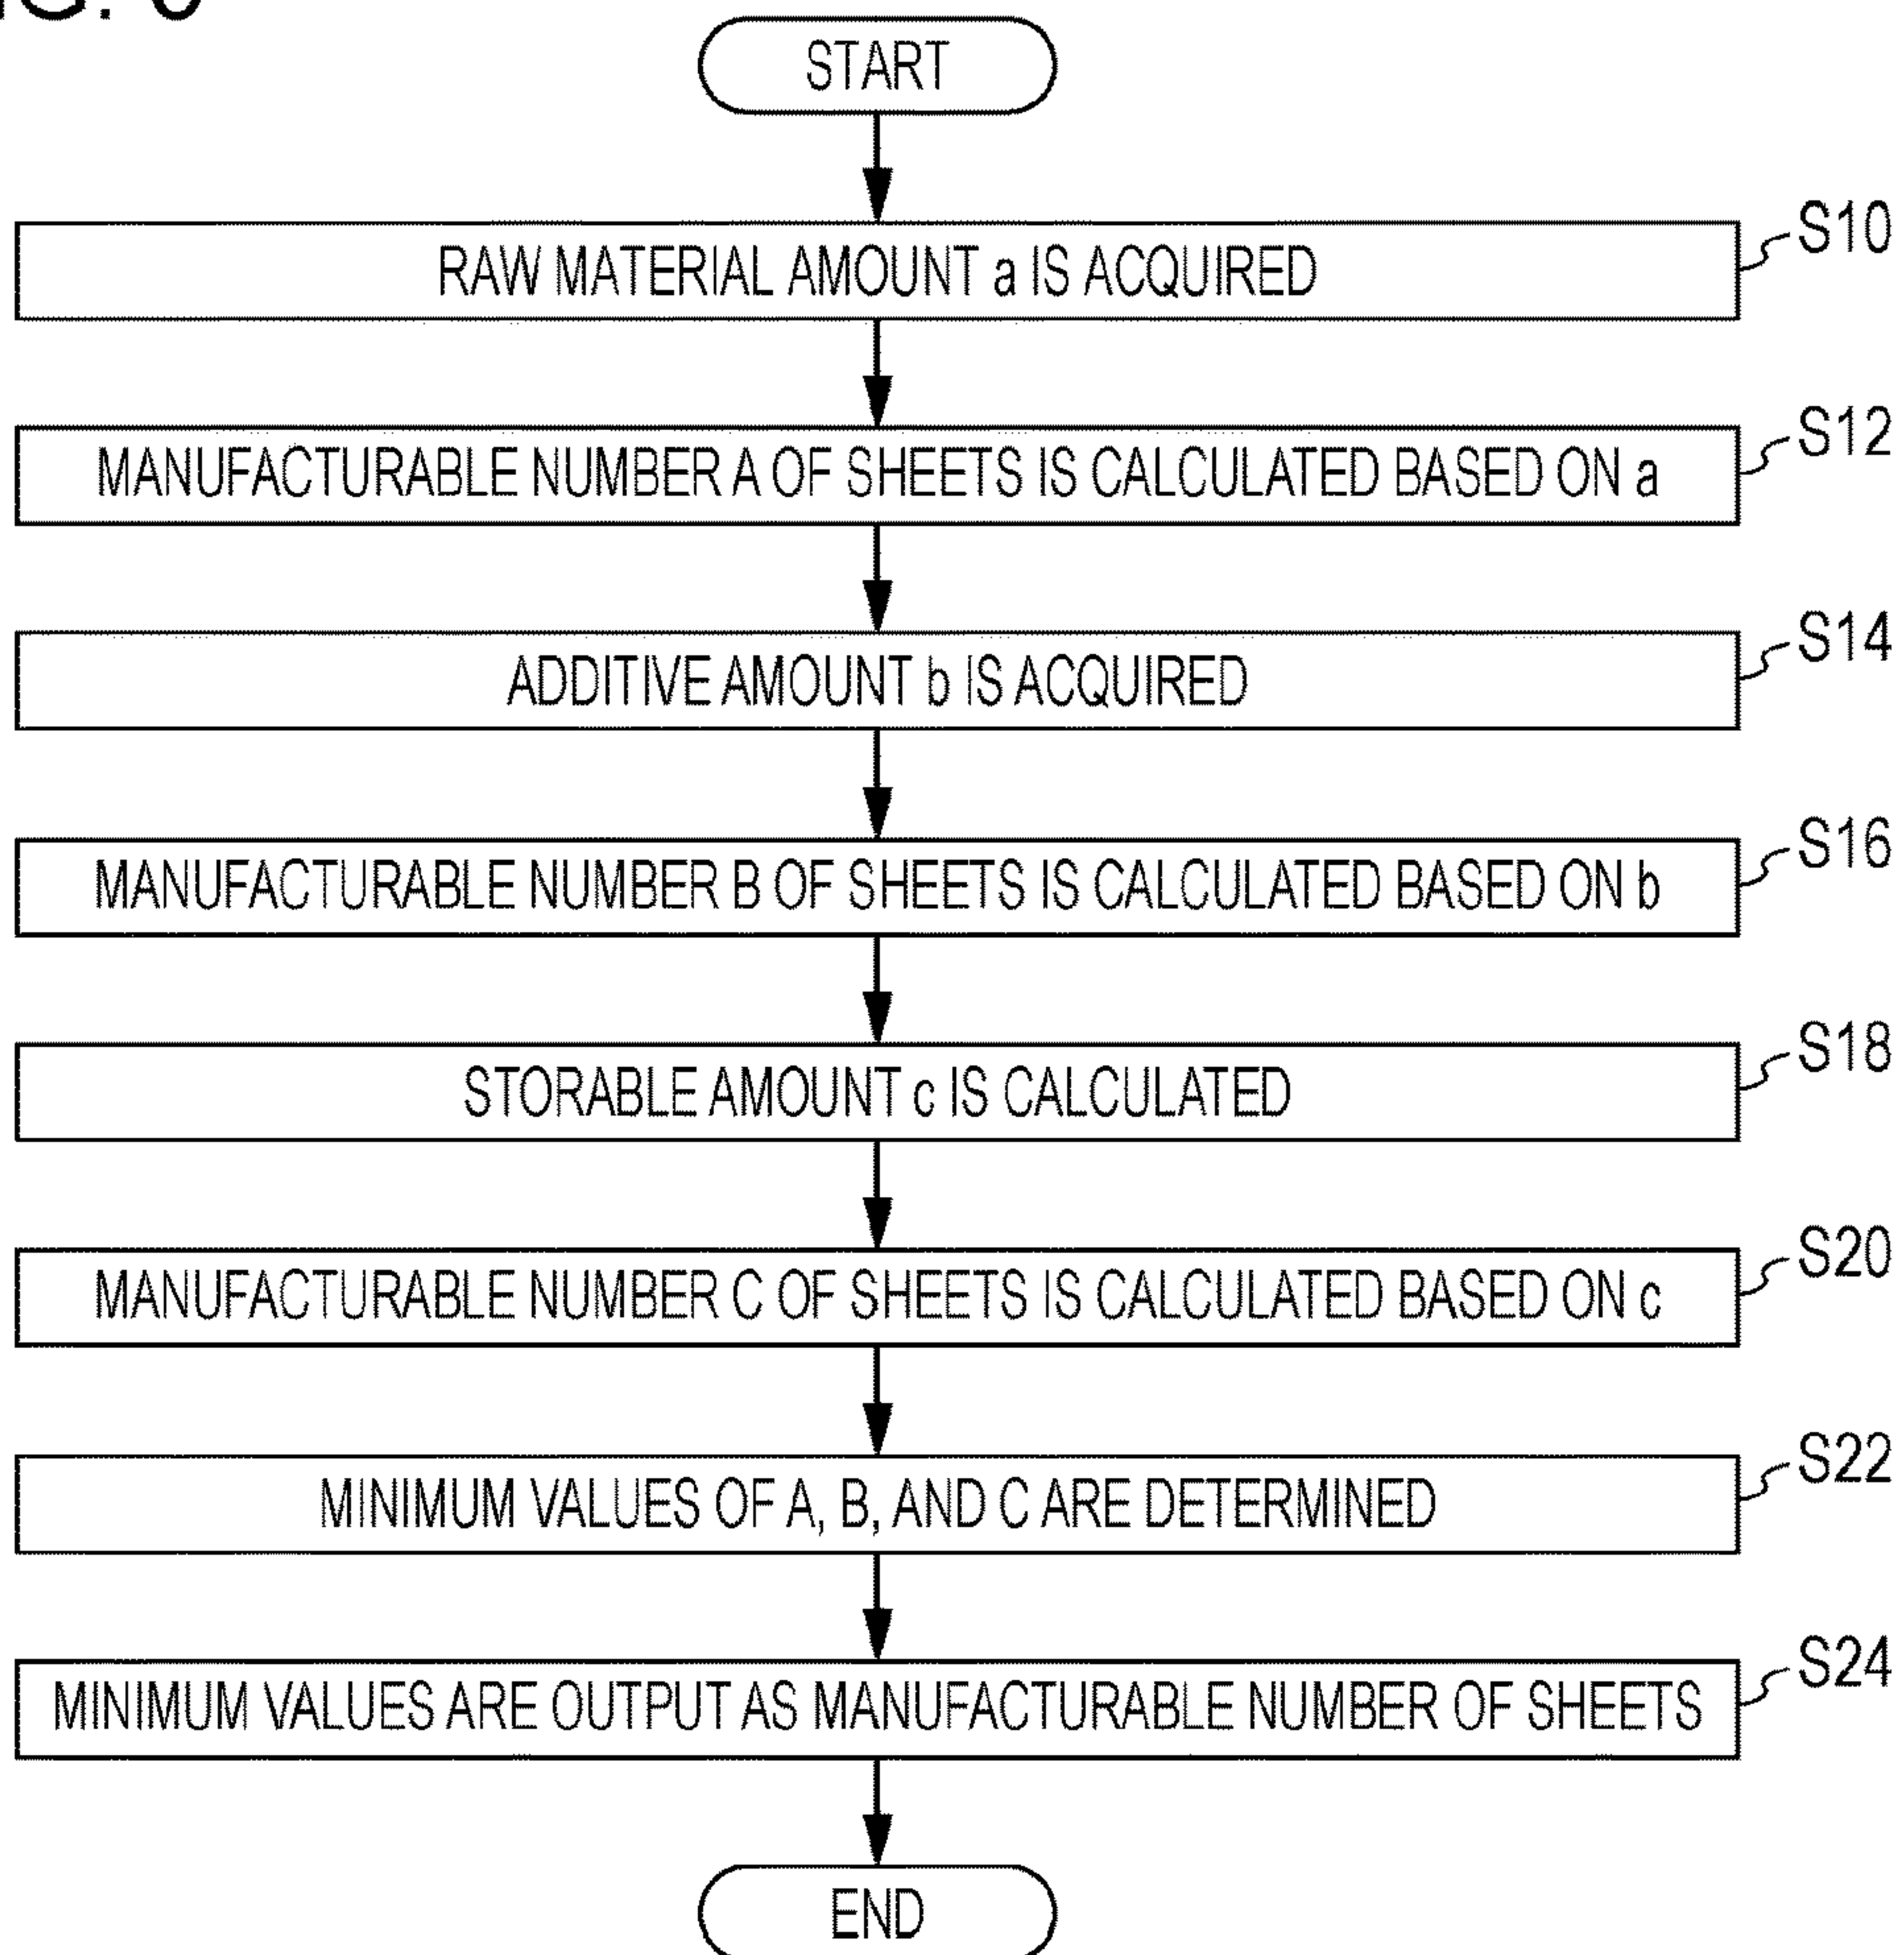 START
RAW MATERIAL AMOUNT a IS ACQUIRED
S10
MANUFACTURABLE NUMBER A OF SHEETS IS CALCULATED BASED ON a
S12
ADDITIVE AMOUNT b IS ACQUIRED
S14
MANUFACTURABLE NUMBER B OF SHEETS IS CALCULATED BASED ON b
S16
STORABLE AMOUNT c IS CALCULATED
S18
MANUFACTURABLE NUMBER C OF SHEETS IS CALCULATED BASED ON c
S20
MINIMUM VALUES OF A, B, AND C ARE DETERMINED
S22
MINIMUM VALUES ARE OUTPUT AS MANUFACTURABLE NUMBER OF SHEETS
S24
END